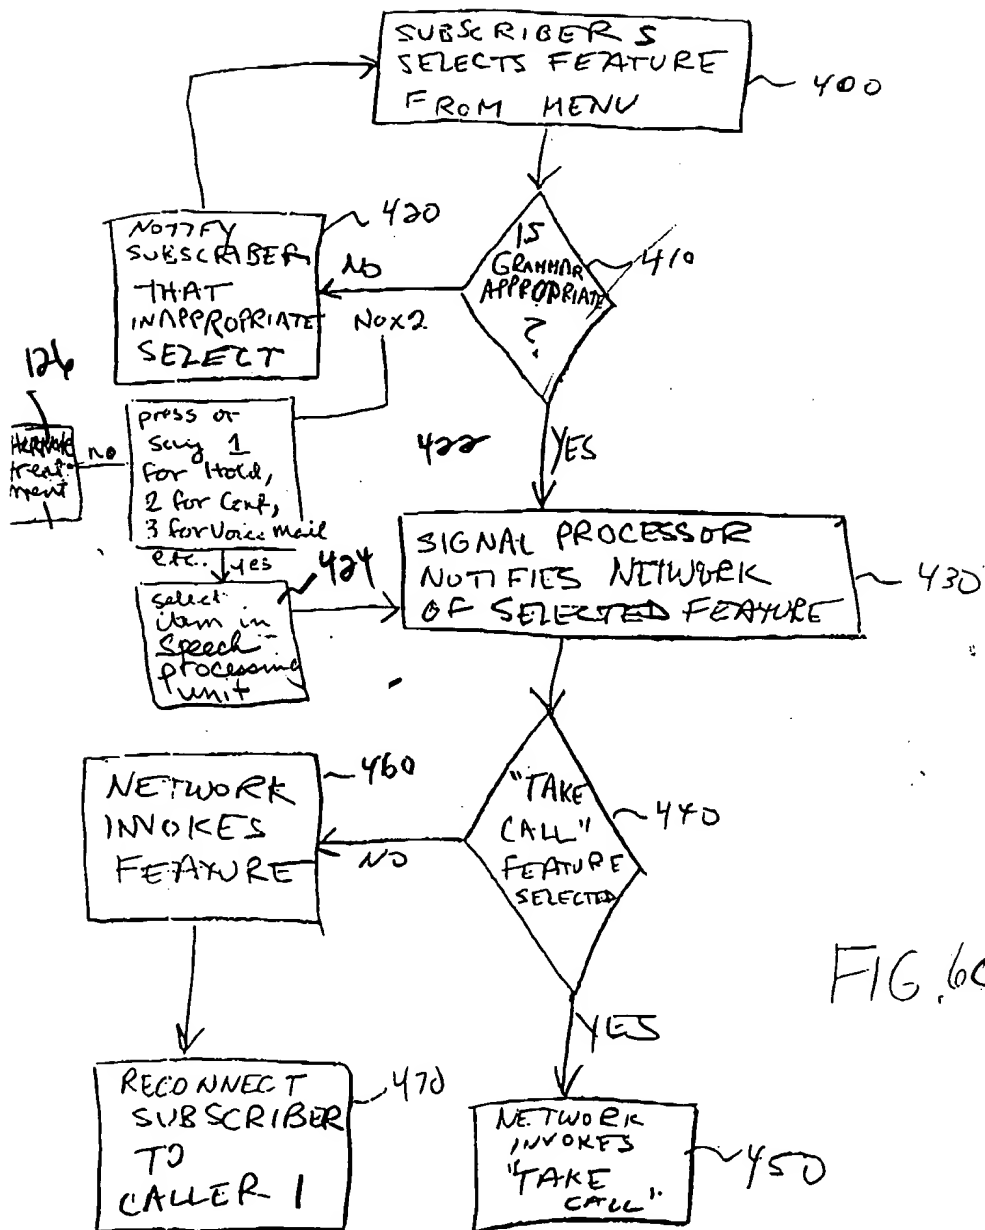 SUBSCRIBER S
SELECTS FEATURE
FROM MENU
400
NOTIFY
SUBSCRIBER
THAT
INAPPROPRIATE
SELECT
420
NO
NOX2
IS
GRAMMAR
APPROPRIATE
?
410
YES
126
treat-
ment
no
press or
say 1
for Hold,
2 for Conf,
3 for Voice Mail
etc.
422
yes
select
item in
speech
processing
unit
424
SIGNAL PROCESSOR
NOTIFIES NETWORK
OF SELECTED FEATURE
430
"TAKE
CALL"
FEATURE
SELECTED
440
NO
NETWORK
INVOKES
FEATURE
460
YES
RECONNECT
SUBSCRIBER
TO
CALLER 1
470
NETWORK
INVOKES
"TAKE
CALL"
450
FIG. 6C